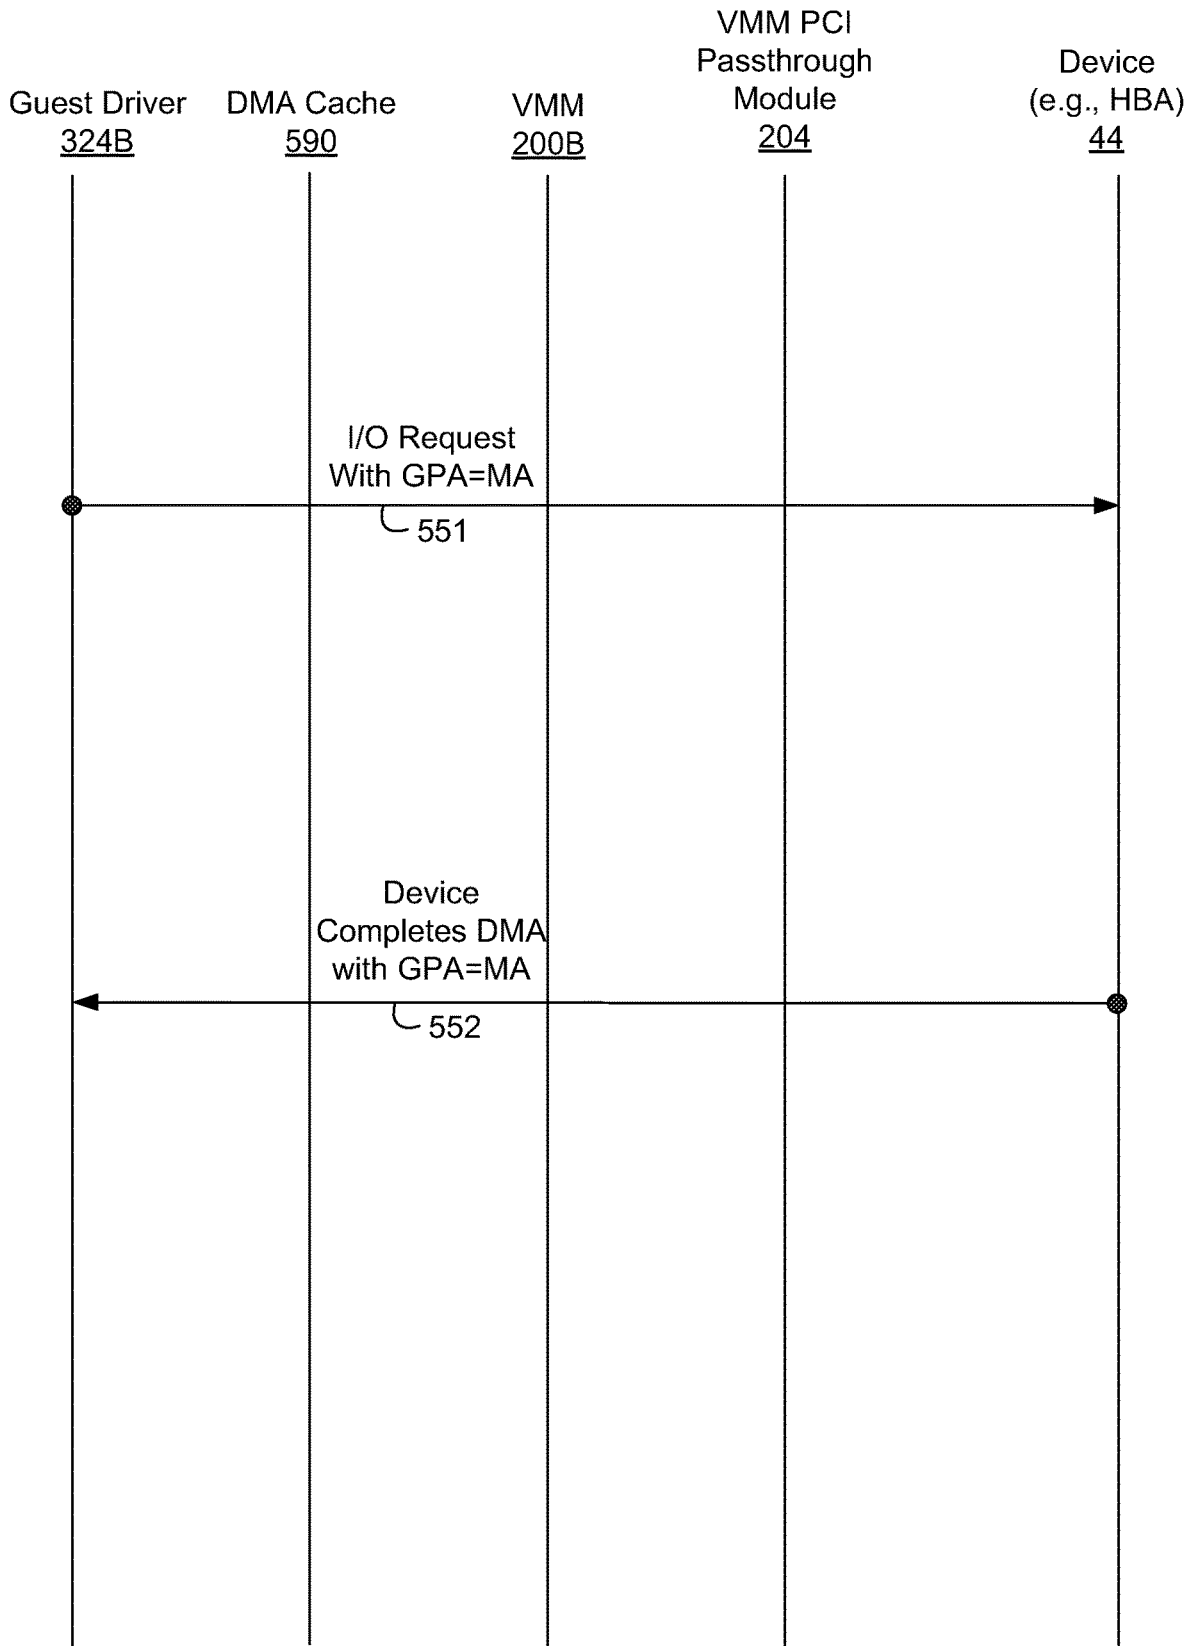 Guest Driver
324B
DMA Cache
590
VMM
200B
VMM PCI
Passthrough
Module
204
Device
(e.g., HBA)
44
I/O Request
With GPA=MA
551
Device
Completes DMA
with GPA=MA
552